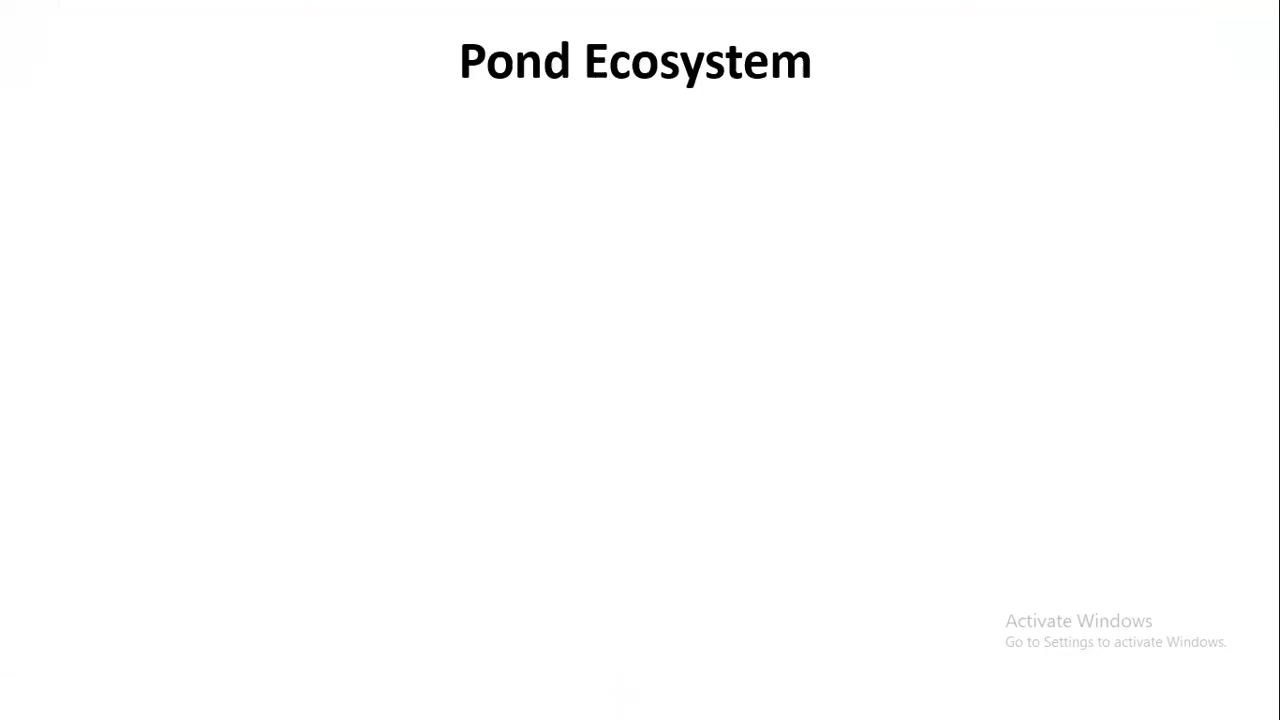 Pond Ecosystem
Activate Windows
Go to Settings to activate Windows.